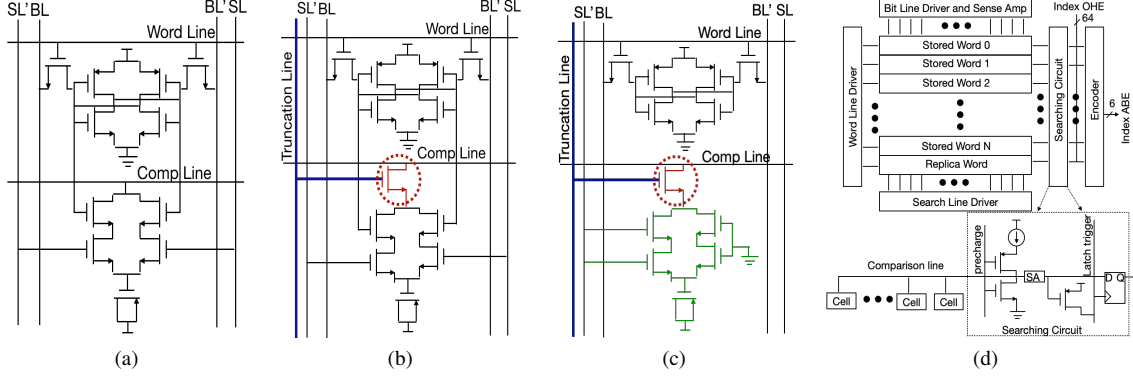 SL' BL
BL' SL
Word Line
Comp Line
(a)
SL' BL
BL' SL
Word Line
Truncation Line
Comp Line
(b)
SL' BL
BL' SL
Word Line
Truncation Line
Comp Line
(c)
Bit Line Driver and Sense Amp
Index OHE
64
Word Line Driver
Stored Word 0
Stored Word 1
Stored Word 2
Stored Word N
Replica Word
Search Line Driver
Searching Circuit
Encoder
6
Index ABE
precharge
Latch trigger
Comparison line
Cell
Cell
Cell
SA
D Q
Searching Circuit
(d)